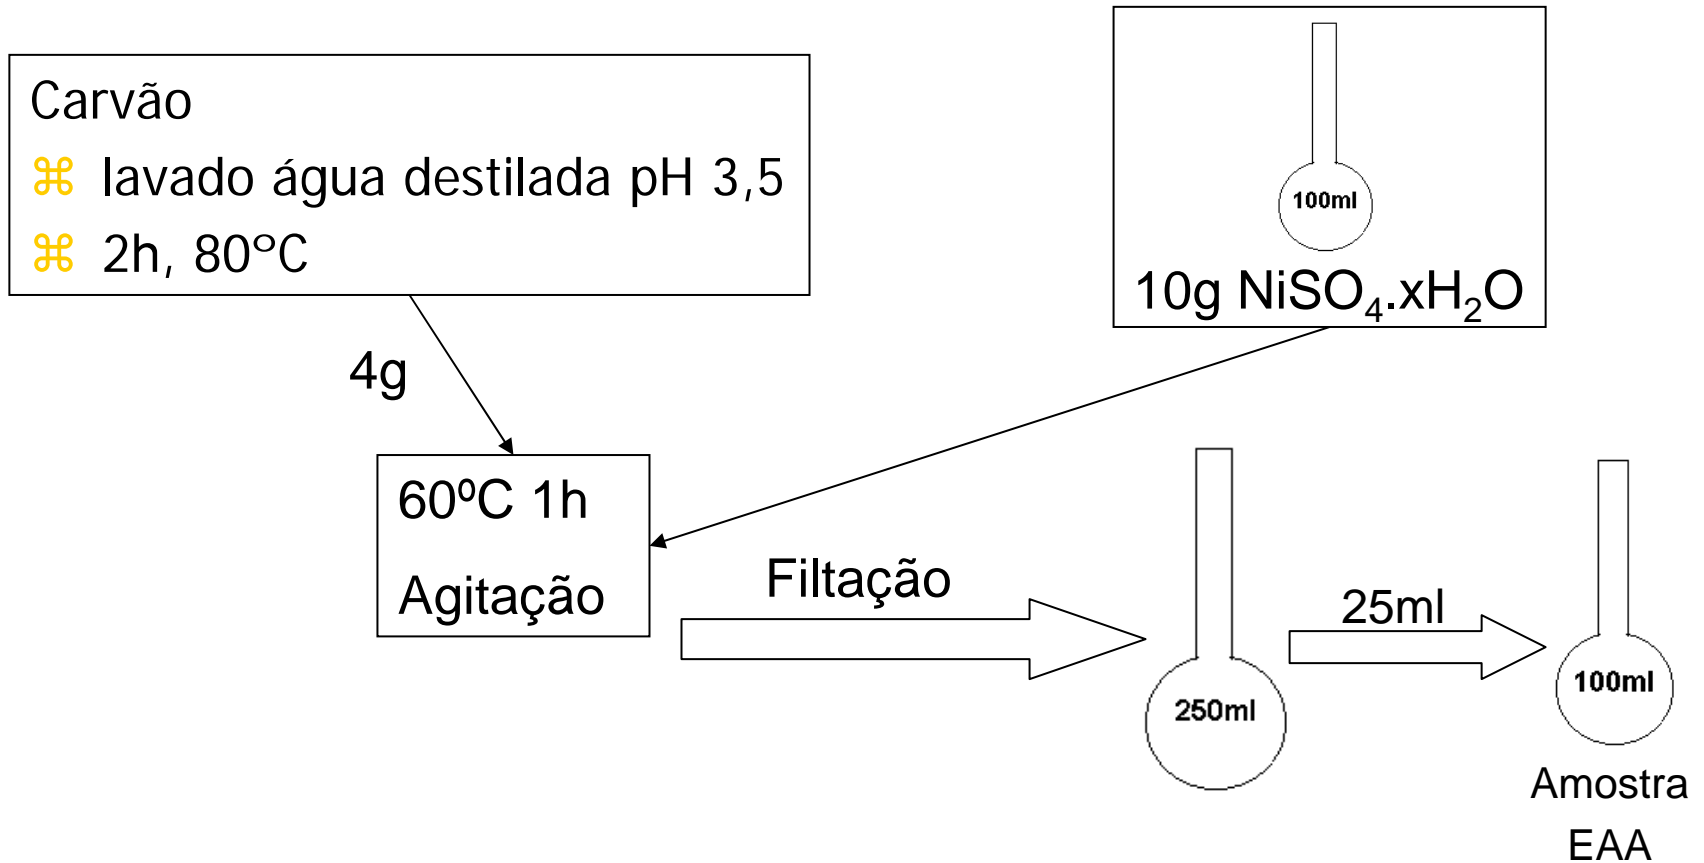 Carvão
⌘ lavado água destilada pH 3,5
⌘ 2h, 80ºC
100ml
10g NiSO₄.xH₂O
4g
60ºC 1h
Agitação
Filtação
25ml
250ml
100ml
Amostra
EAA